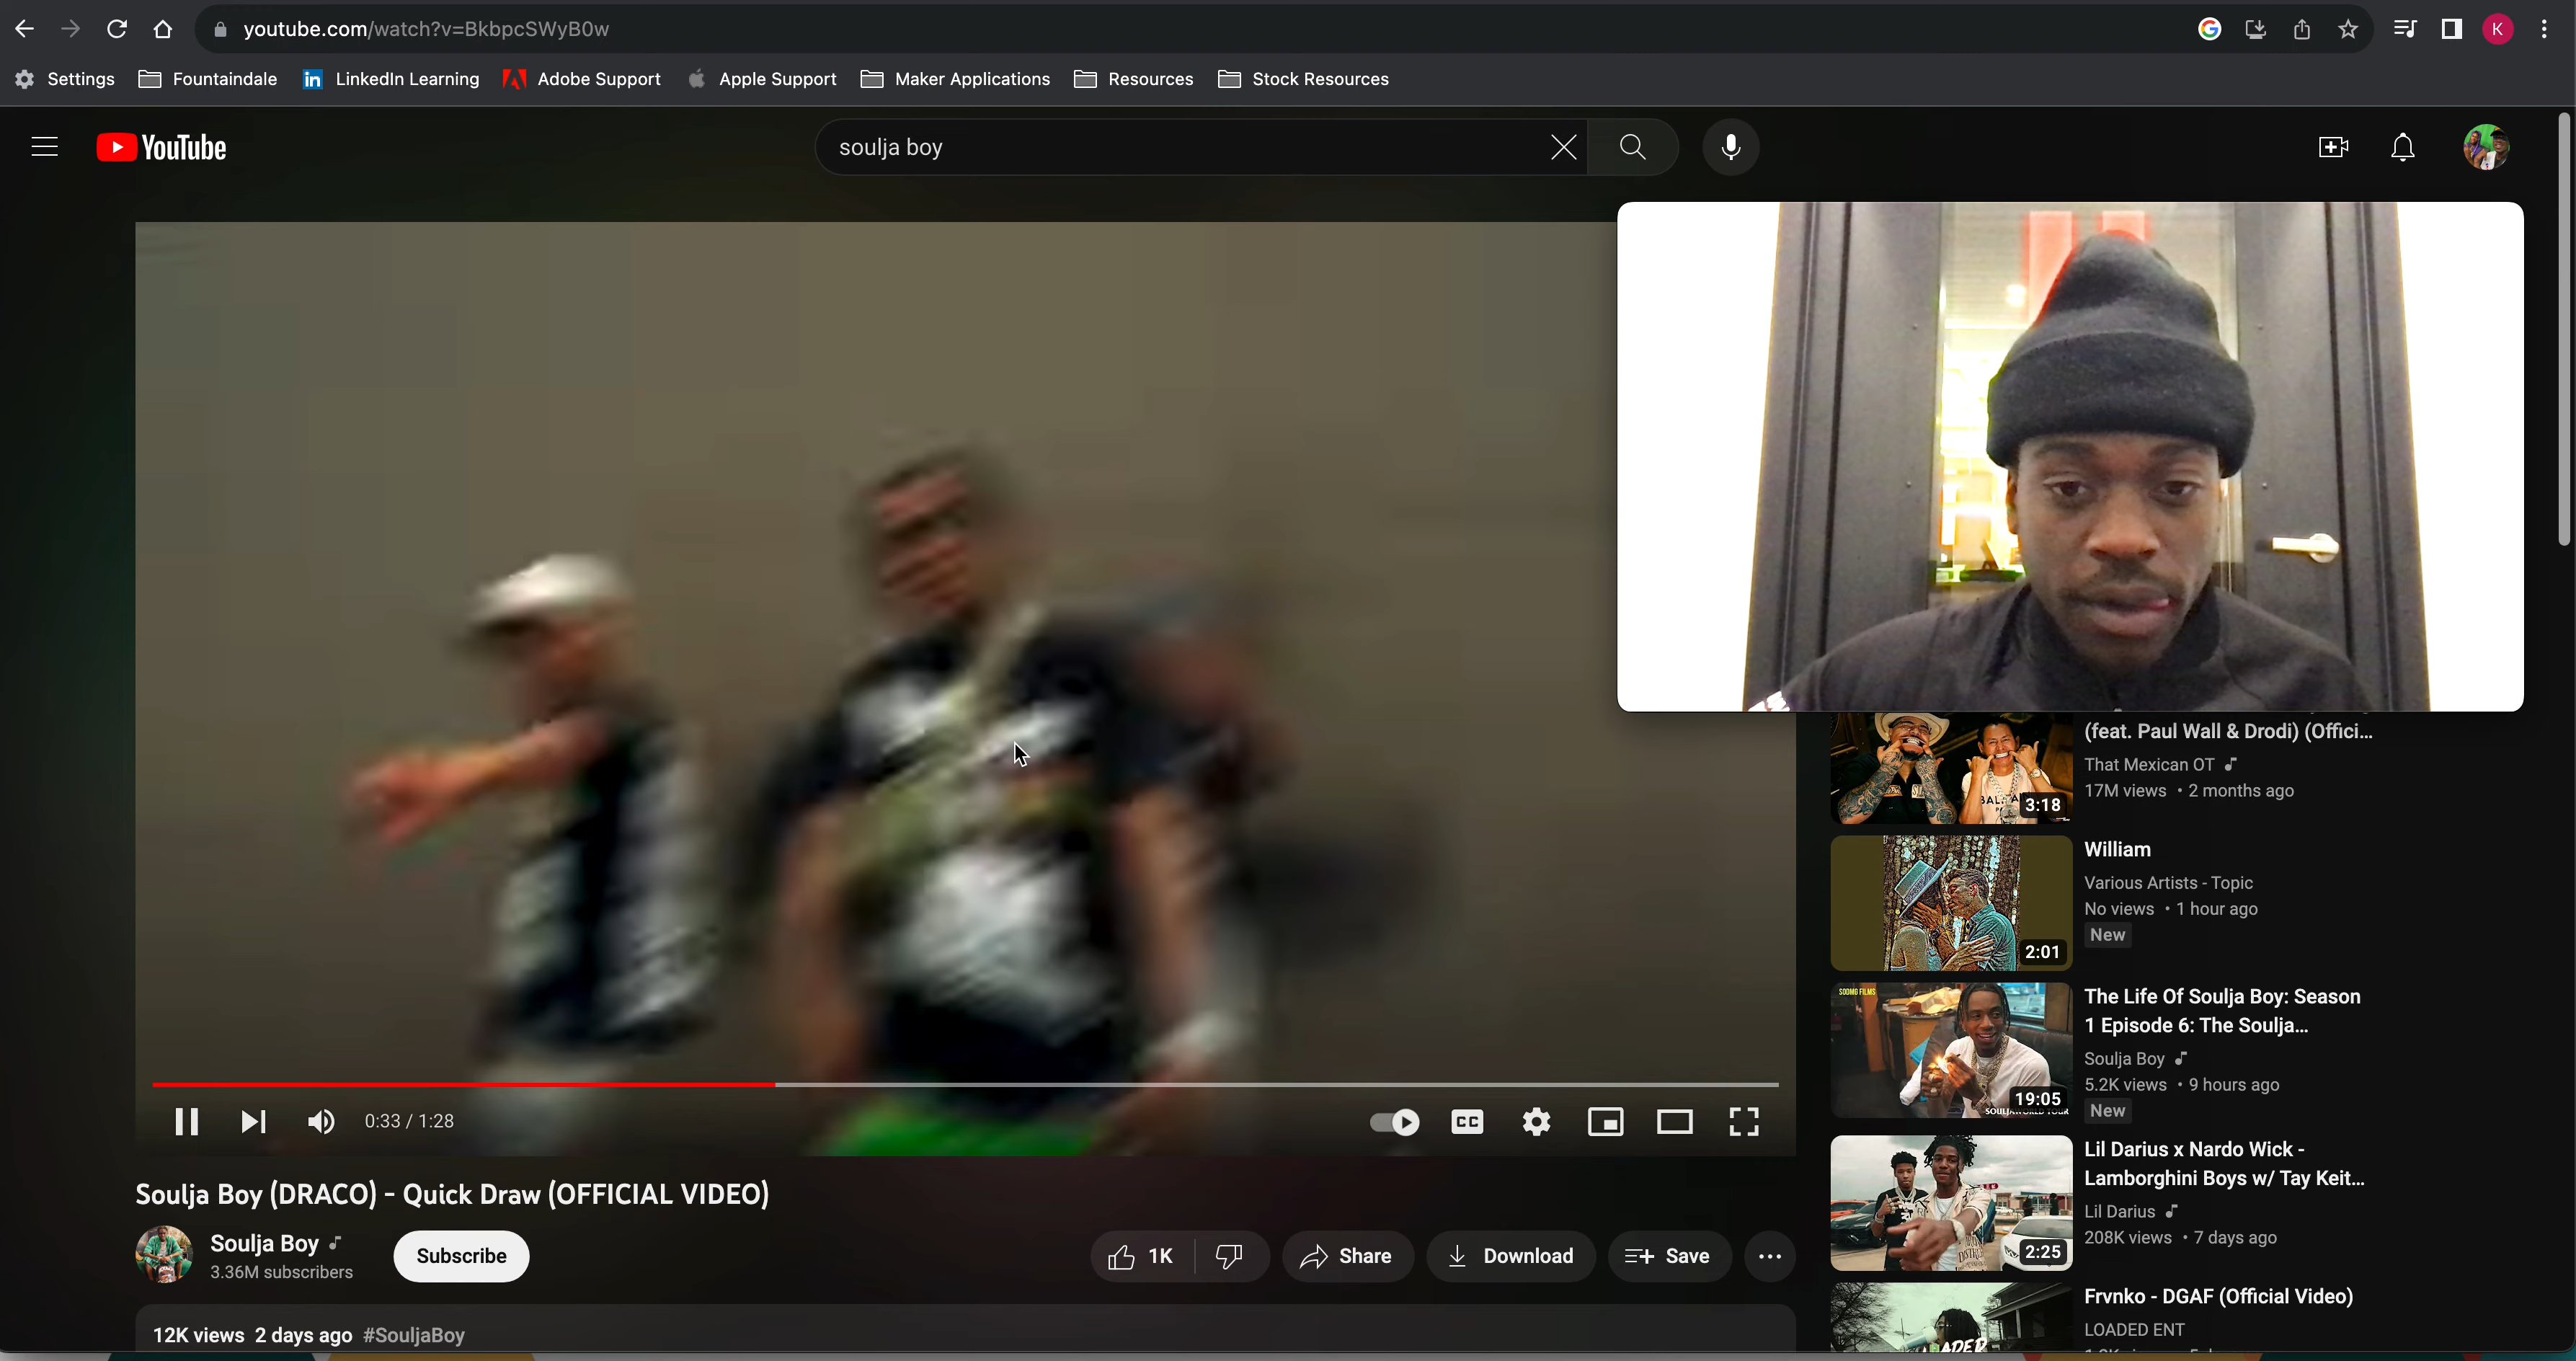 youtube.com/watch?v=BkbpcSWyB0w
K
Settings
Fountaindale
in LinkedIn Learning
Adobe Support
Apple Support
Maker Applications
Resources
Stock Resources
YouTube
soulja boy
0:33 / 1:28
CC
Soulja Boy (DRACO) - Quick Draw (OFFICIAL VIDEO)
Soulja Boy
3.36M subscribers
Subscribe
1K
Share
Download
Save
12K views 2 days ago #SouljaBoy
3:18
(feat. Paul Wall & Drodi) (Offici...
That Mexican OT
17M views • 2 months ago
2:01
William
Various Artists - Topic
No views • 1 hour ago
New
SODMG FILMS
19:05
The Life Of Soulja Boy: Season
1 Episode 6: The Soulja...
Soulja Boy
5.2K views • 9 hours ago
New
2:25
Lil Darius x Nardo Wick -
Lamborghini Boys w/ Tay Keit...
Lil Darius
208K views • 7 days ago
Frvnko - DGAF (Official Video)
LOADED ENT